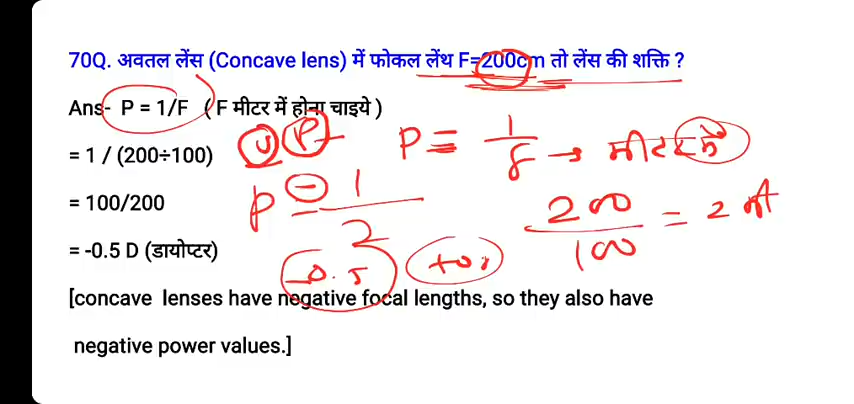 70Q. अवतल लेंस (Concave lens) में फोकल लेंथ F=200cm तो लेंस की शक्ति ?
Ans- P = 1/F ( F मीटर में होना चाइये )
= 1 / (200÷100)
P = 1/f → मीटर में
= 100/200
P = - 1/2
200/100 = 2 मी
= -0.5 D (डायोप्टर)
-0.5
[concave lenses have negative focal lengths, so they also have
negative power values.]